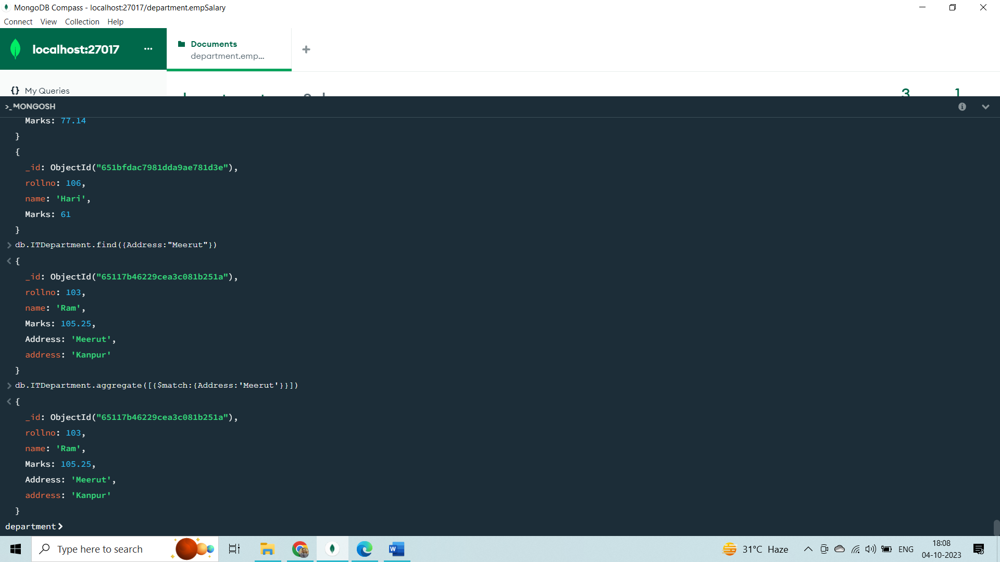 MongoDB Compass - localhost:27017/department.empSalary
Connect View Collection Help
localhost:27017 ...
Documents
department.emp...
+
{} My Queries
3 1
>_MONGOSH
Marks: 77.14
}
{
_id: ObjectId("651bfdac7981dda9ae781d3e"),
rollno: 106,
name: 'Hari',
Marks: 61
}
> db.ITDepartment.find({Address:"Meerut"})
< {
_id: ObjectId("65117b46229cea3c081b251a"),
rollno: 103,
name: 'Ram',
Marks: 105.25,
Address: 'Meerut',
address: 'Kanpur'
}
> db.ITDepartment.aggregate([{$match:{Address:'Meerut'}}])
< {
_id: ObjectId("65117b46229cea3c081b251a"),
rollno: 103,
name: 'Ram',
Marks: 105.25,
Address: 'Meerut',
address: 'Kanpur'
}
department>
Type here to search
31°C Haze
ENG
18:08
04-10-2023